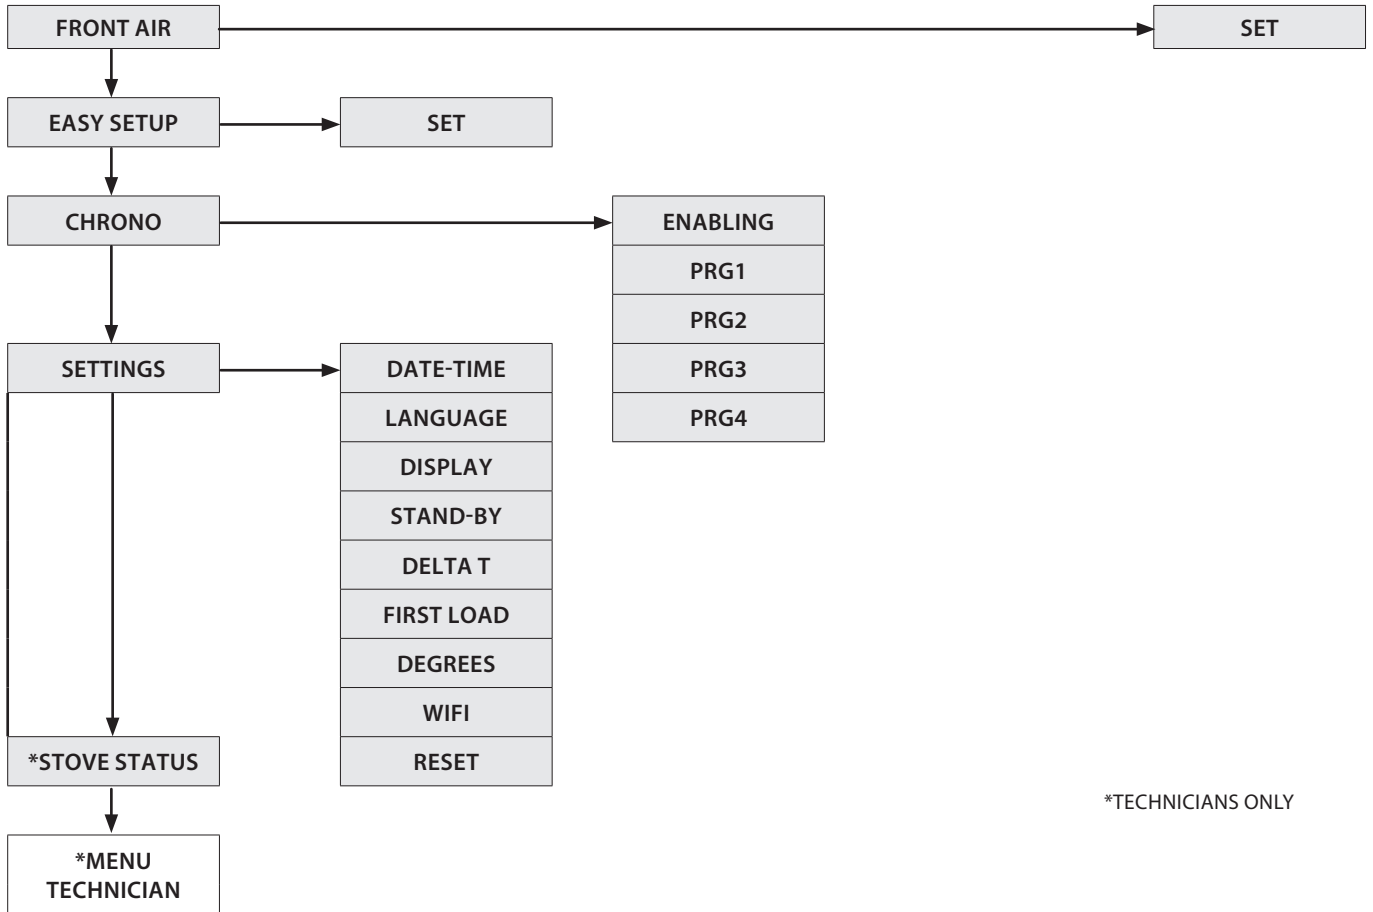 FRONT AIR
SET
EASY SETUP
SET
CHRONO
ENABLING
PRG1
PRG2
PRG3
PRG4
SETTINGS
DATE-TIME
LANGUAGE
DISPLAY
STAND-BY
DELTA T
FIRST LOAD
DEGREES
WIFI
RESET
*STOVE STATUS
*MENU
TECHNICIAN
*TECHNICIANS ONLY